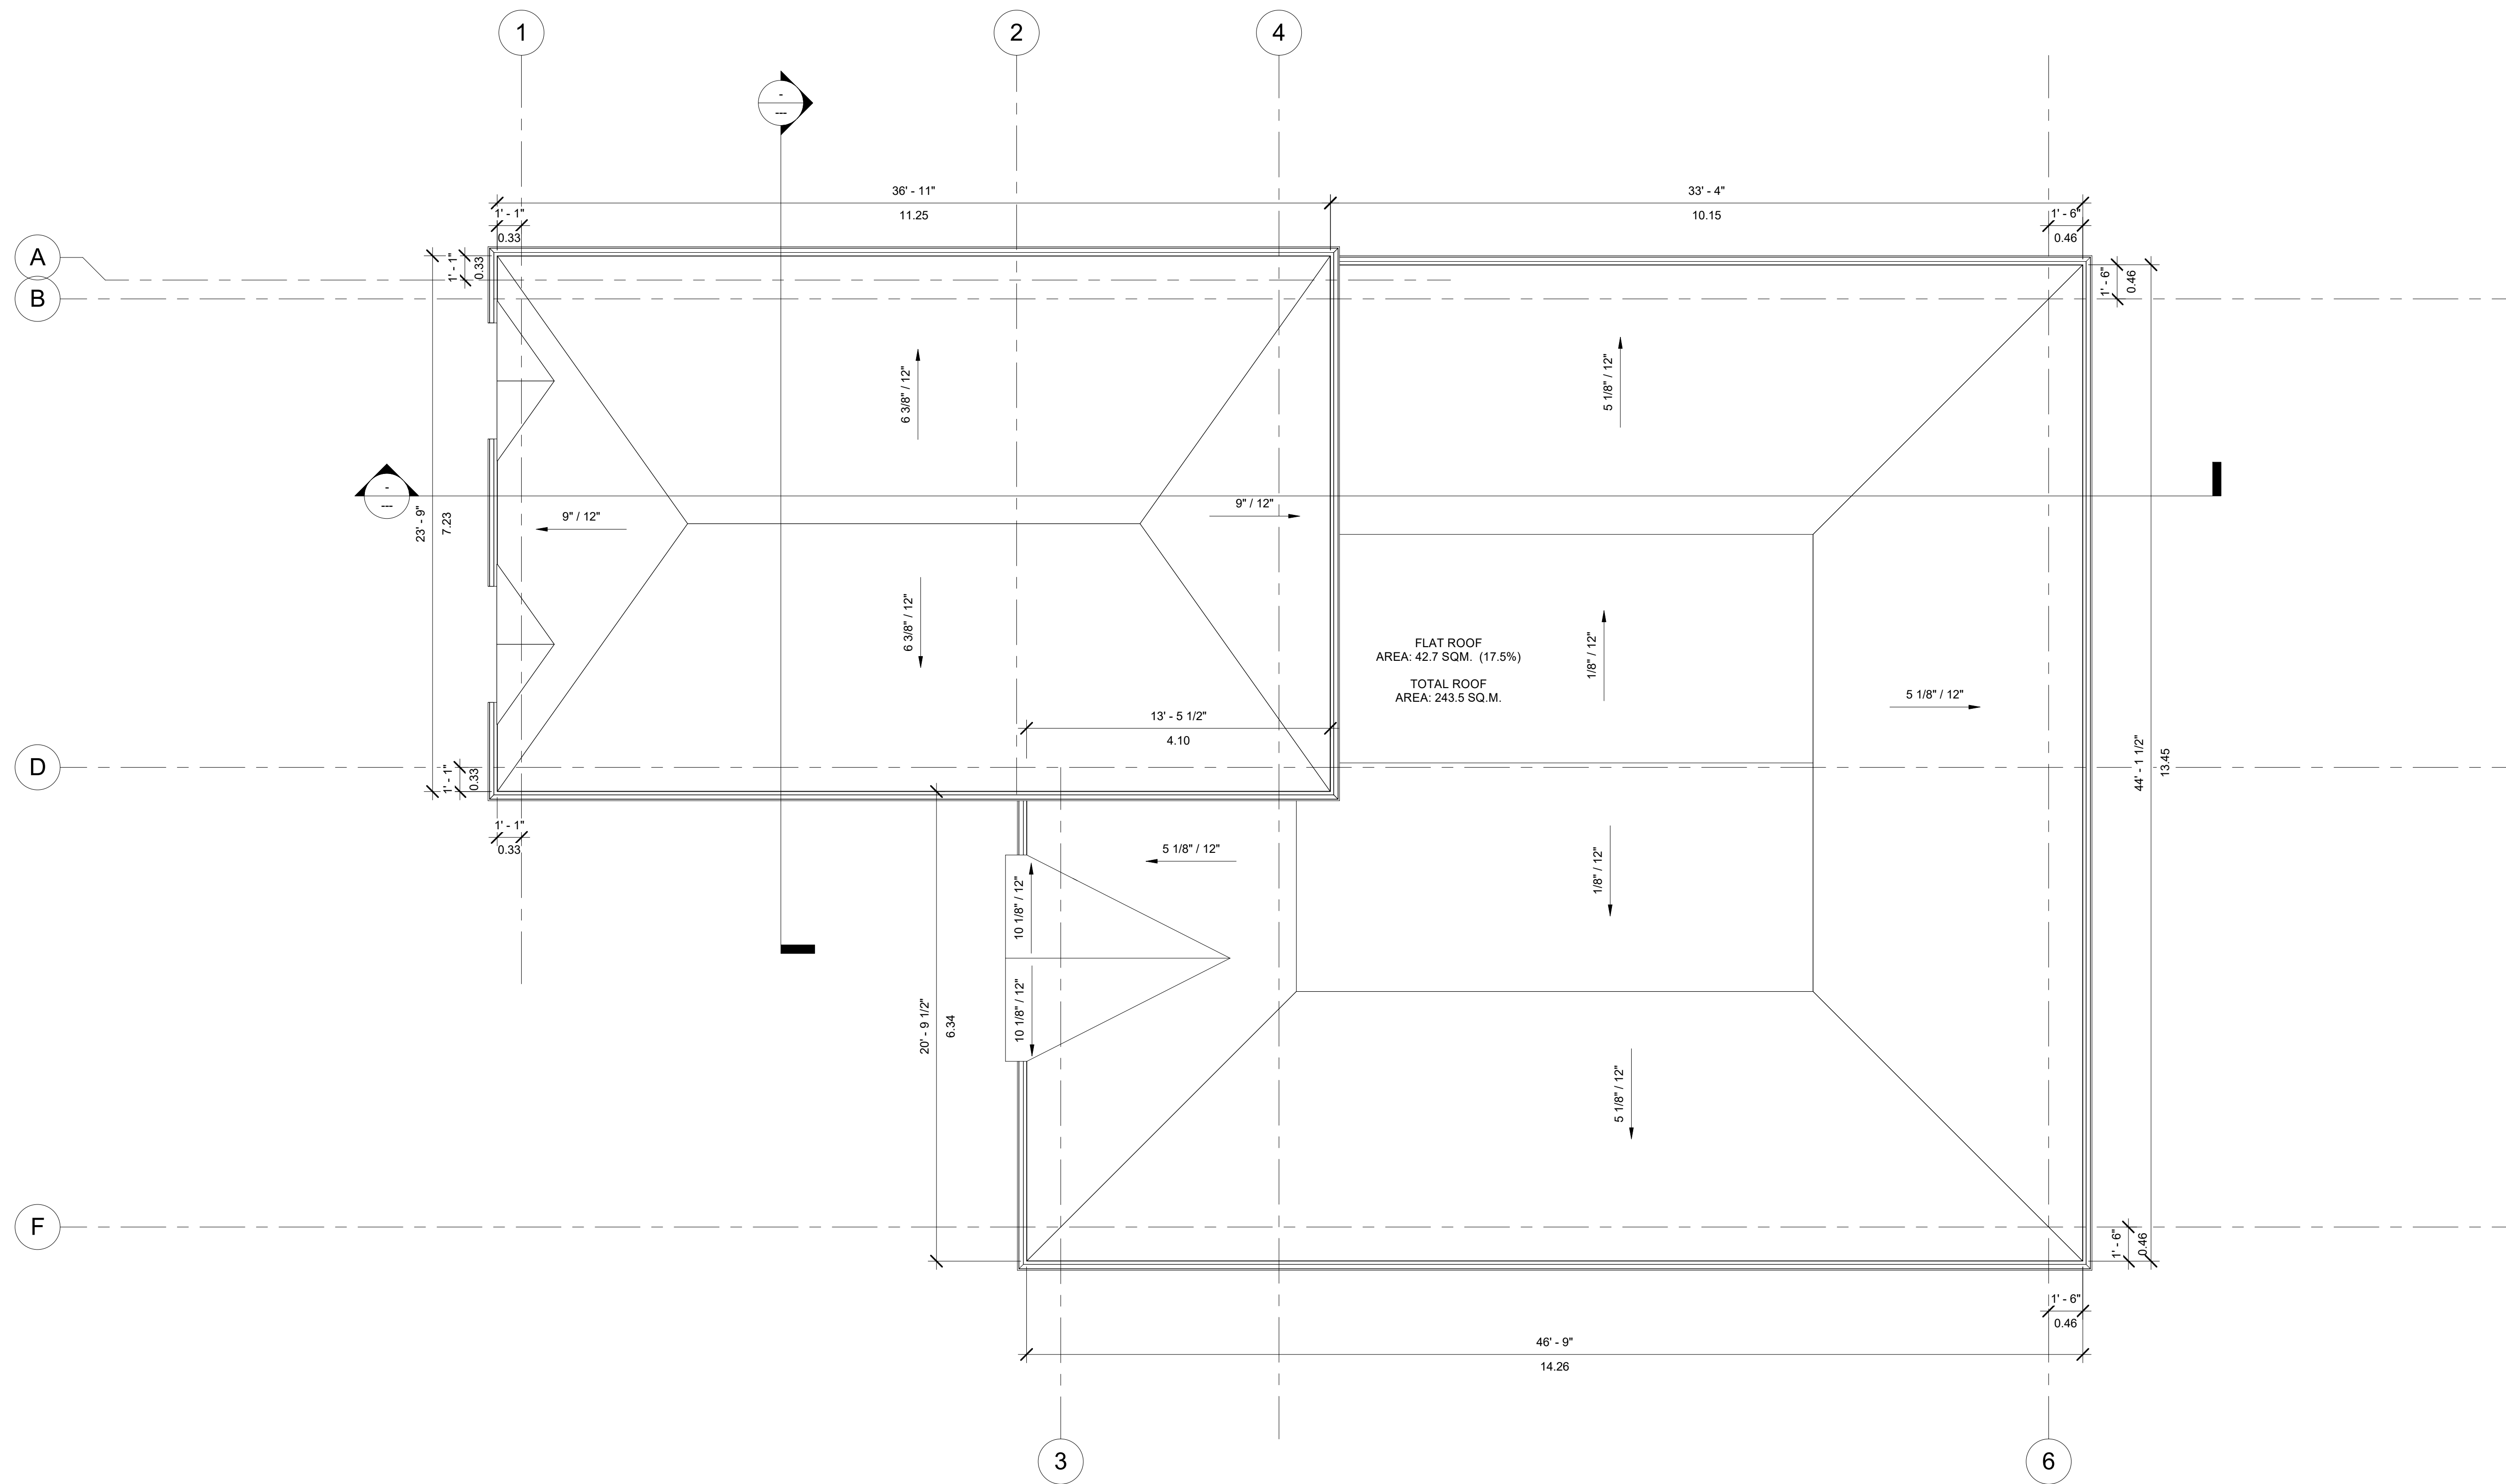 1
2
4
-
---
36' - 11"
11.25
33' - 4"
10.15
1' - 1"
0.33
1' - 6"
0.46
A
B
1' - 1"
0.33
1' - 6"
0.46
6 3/8" / 12"
5 1/8" / 12"
-
---
23' - 9"
7.23
9" / 12"
9" / 12"
6 3/8" / 12"
1/8" / 12"
FLAT ROOF
AREA: 42.7 SQM. (17.5%)
TOTAL ROOF
AREA: 243.5 SQ.M.
5 1/8" / 12"
13' - 5 1/2"
4.10
44' - 1 1/2"
13.45
D
1' - 1"
0.33
1' - 1"
0.33
5 1/8" / 12"
1/8" / 12"
10 1/8" / 12"
10 1/8" / 12"
20' - 9 1/2"
6.34
5 1/8" / 12"
F
1' - 6"
0.46
1' - 6"
0.46
46' - 9"
14.26
3
6